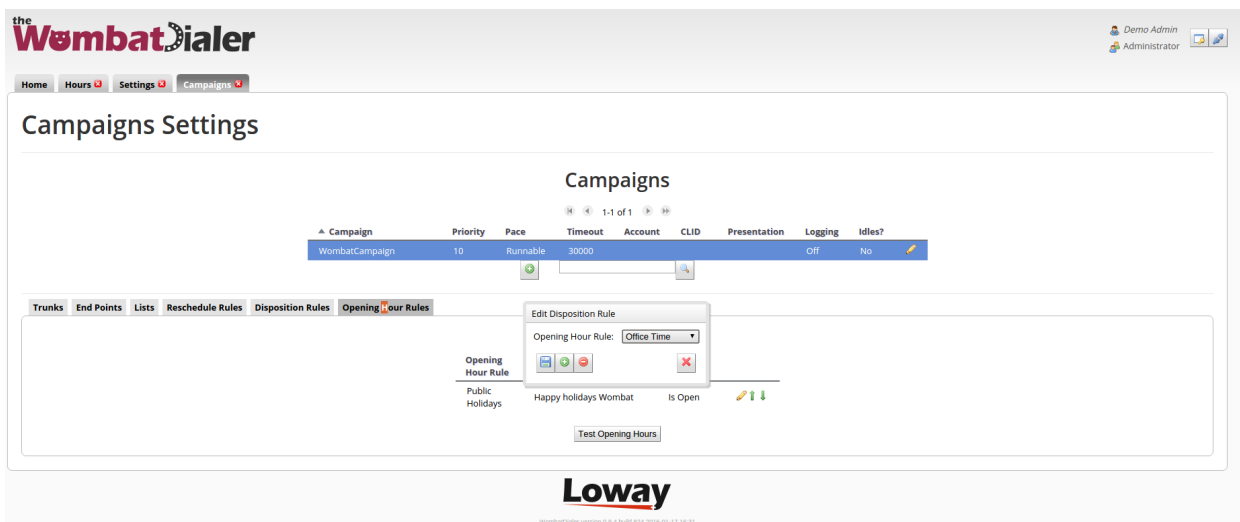 the
WombatDialer
Demo Admin
Administrator
Home Hours Settings Campaigns
Campaigns Settings
Campaigns
1-1 of 1
Campaign Priority Pace Timeout Account CLID Presentation Logging Idles?
WombatCampaign 10 Runnable 30000 Off No
Trunks End Points Lists Reschedule Rules Disposition Rules Opening Hour Rules
Edit Disposition Rule
Opening Hour Rule: Office Time
Opening
Hour Rule
Public
Holidays
Happy holidays Wombat Is Open
Test Opening Hours
Loway